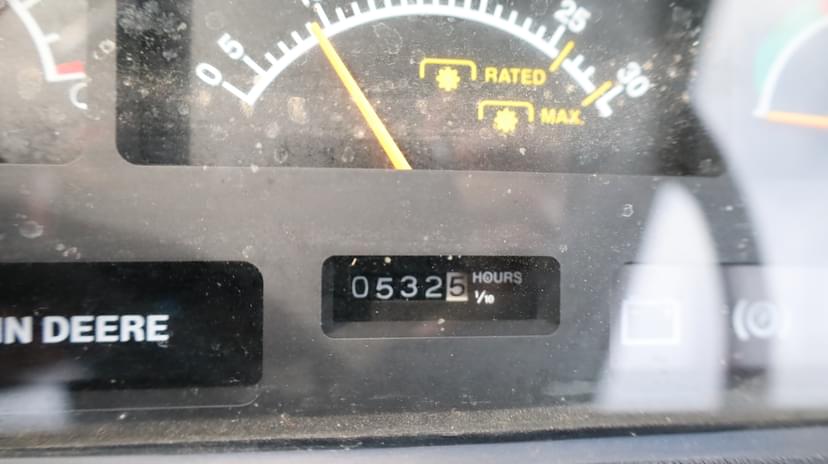 0 5 25 30
RATED
MAX.
05325 HOURS
1/10
N DEERE